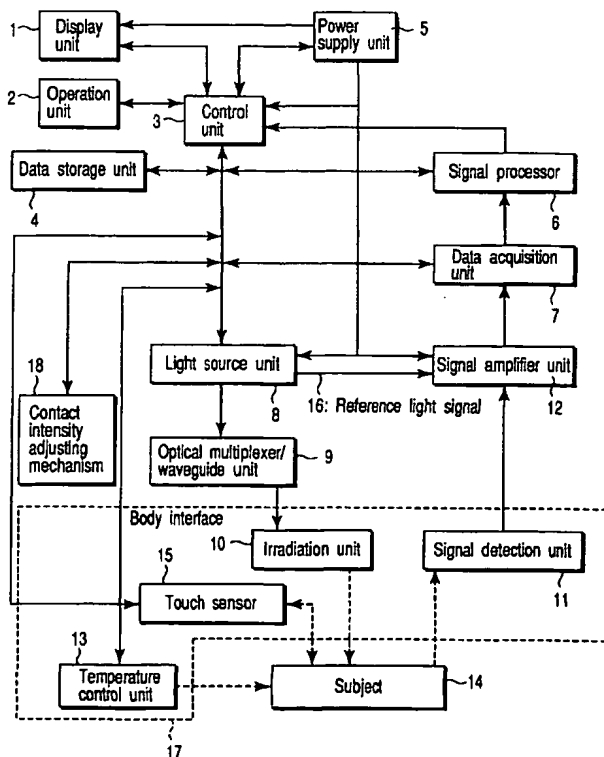 1
Display
unit
Power
supply unit
5
2
Operation
unit
3
Control
unit
Data storage unit
4
Signal processor
6
Data acquisition
unit
7
18
Contact
intensity
adjusting
mechanism
Light source unit
8
16: Reference light signal
Signal amplifier unit
12
Optical multiplexer/
waveguide unit
9
Body interface
10
Irradiation unit
Signal detection unit
11
15
Touch sensor
13
Temperature
control unit
Subject
14
17